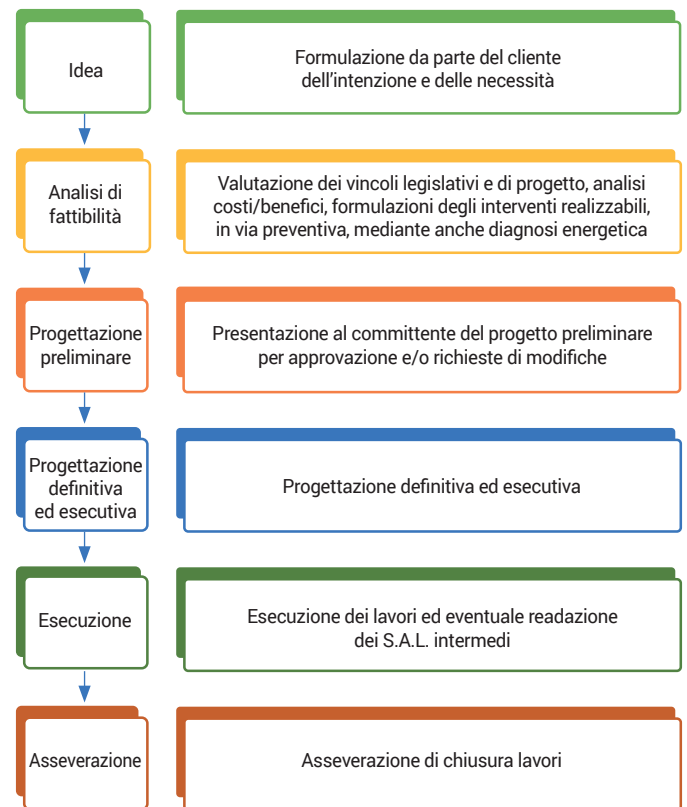 Idea
Formulazione da parte del cliente
dell'intenzione e delle necessità
Analisi di
fattibilità
Valutazione dei vincoli legislativi e di progetto, analisi
costi/benefici, formulazioni degli interventi realizzabili,
in via preventiva, mediante anche diagnosi energetica
Progettazione
preliminare
Presentazione al committente del progetto preliminare
per approvazione e/o richieste di modifiche
Progettazione
definitiva
ed esecutiva
Progettazione definitiva ed esecutiva
Esecuzione
Esecuzione dei lavori ed eventuale readazione
dei S.A.L. intermedi
Asseverazione
Asseverazione di chiusura lavori